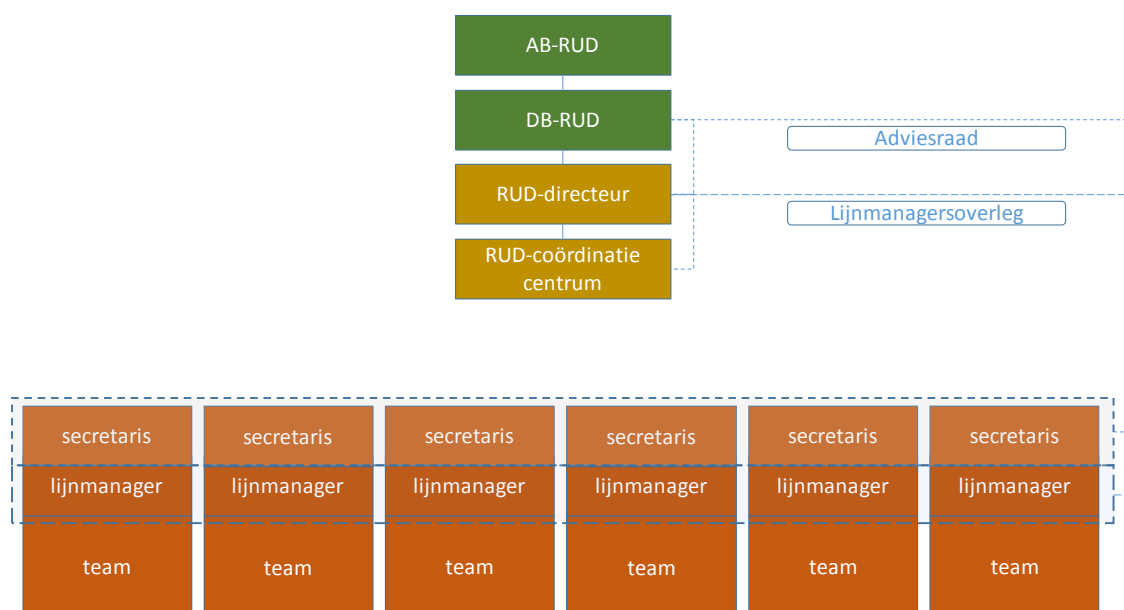 AB-RUD
DB-RUD
Adviesraad
RUD-directeur
Lijnmanagersoverleg
RUD-coördinatie
centrum
secretaris secretaris secretaris secretaris secretaris secretaris
lijnmanager lijnmanager lijnmanager lijnmanager lijnmanager lijnmanager
team team team team team team